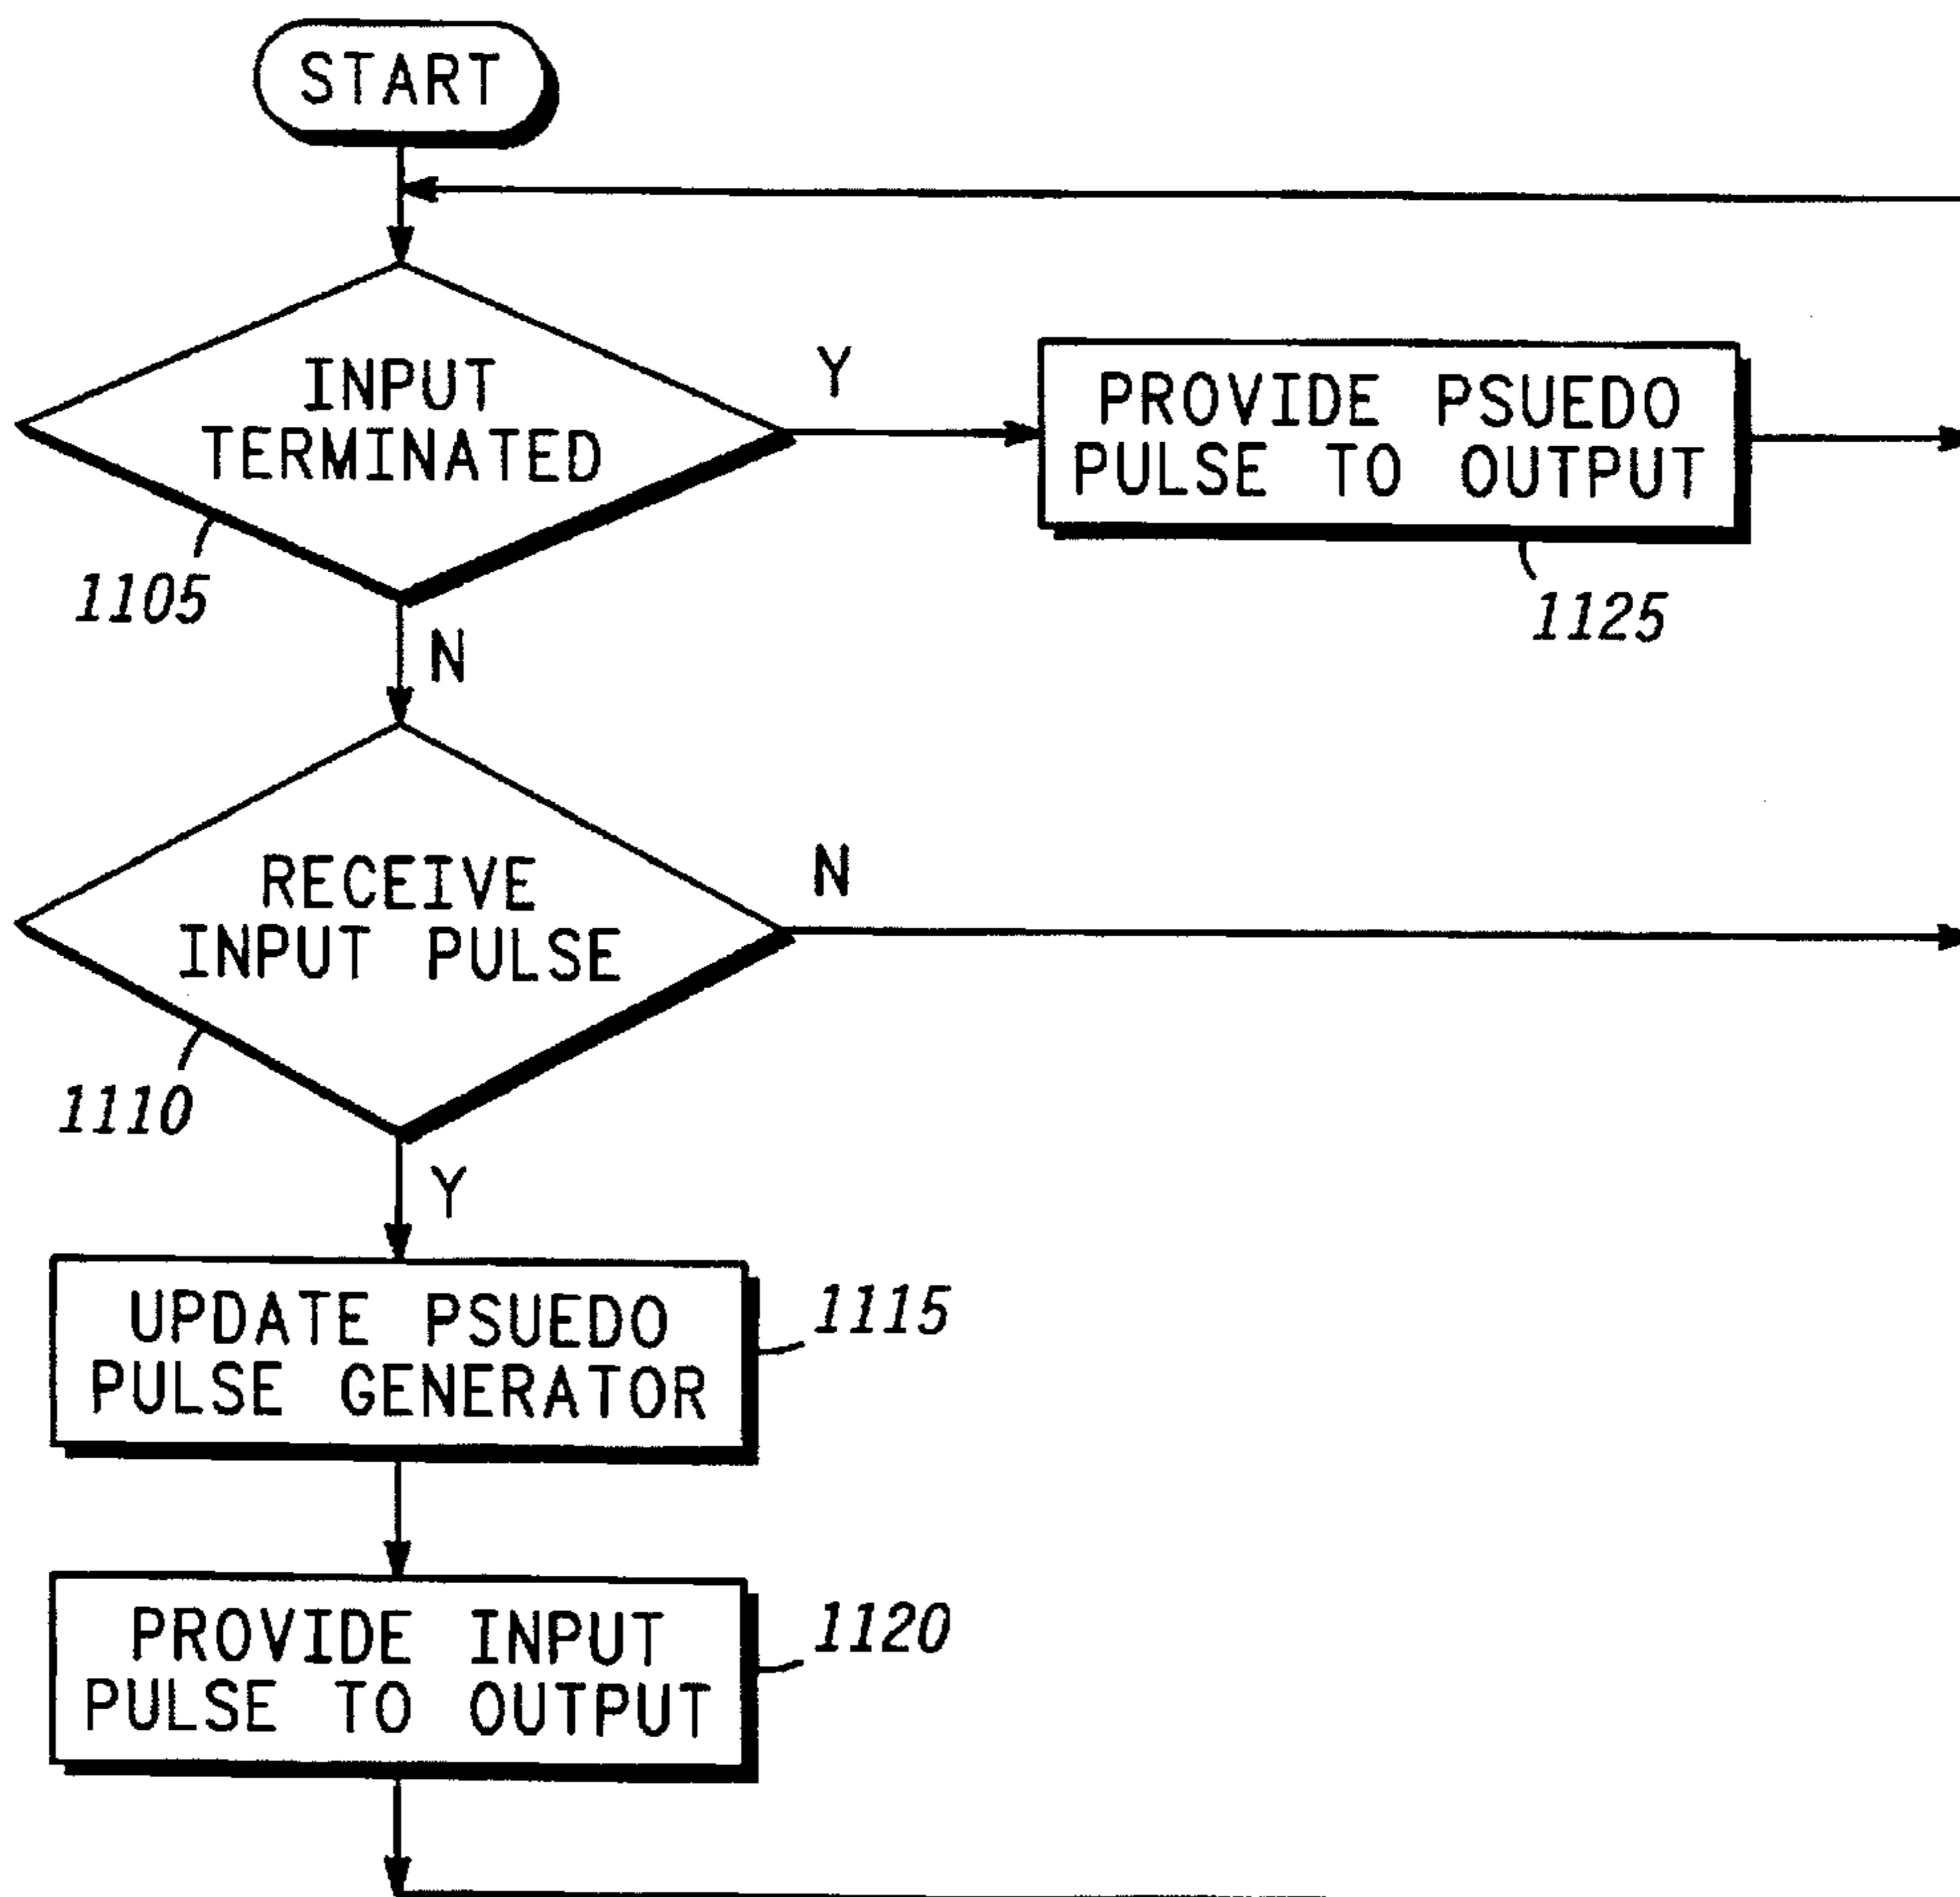 START
INPUT
TERMINATED
Y
PROVIDE PSUEDO
PULSE TO OUTPUT
1105
1125
N
RECEIVE
INPUT PULSE
N
1110
Y
UPDATE PSUEDO
PULSE GENERATOR
1115
PROVIDE INPUT
PULSE TO OUTPUT
1120